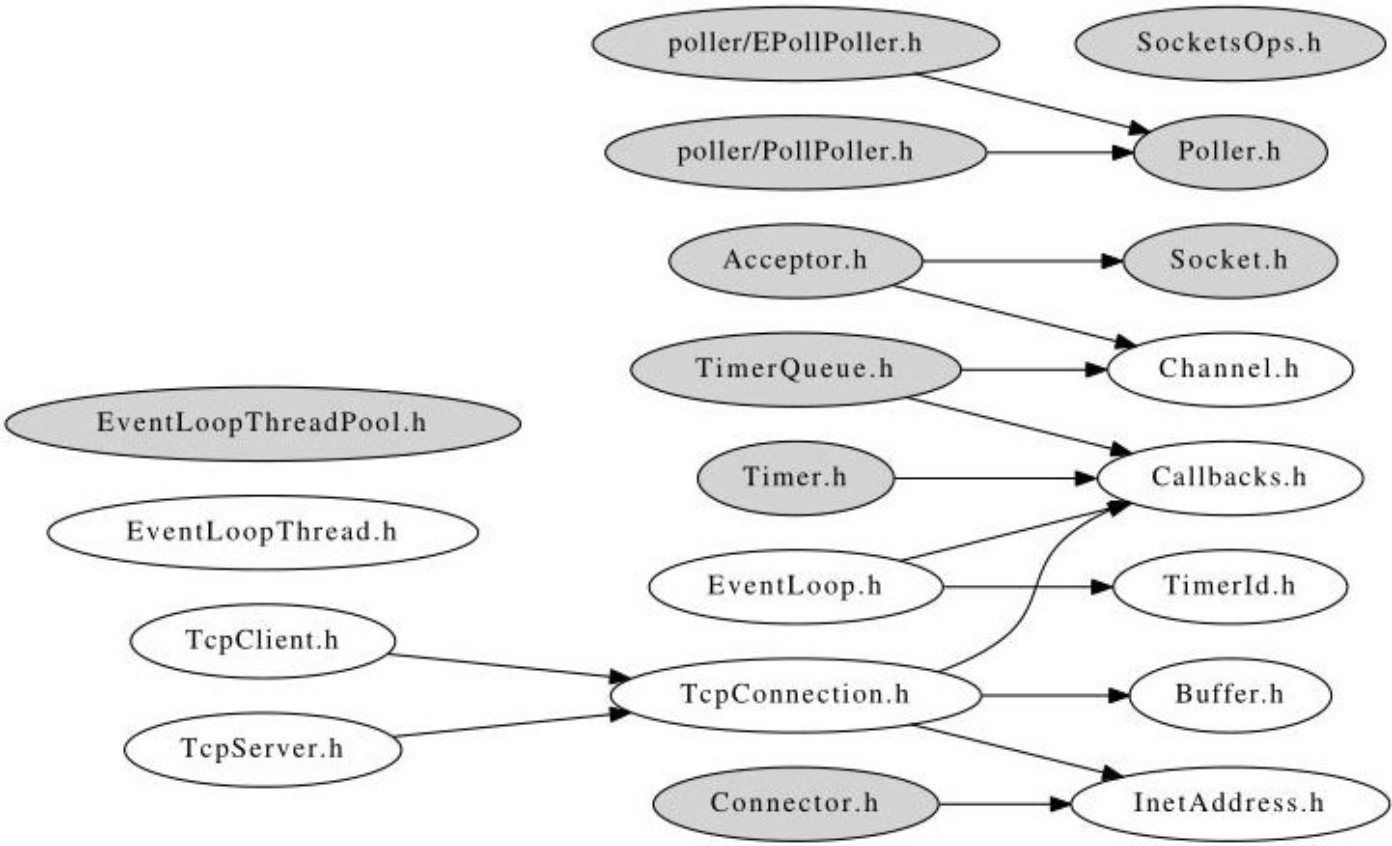 poller/EPollPoller.h
SocketsOps.h
poller/PollPoller.h
Poller.h
Acceptor.h
Socket.h
TimerQueue.h
Channel.h
EventLoopThreadPool.h
Timer.h
Callbacks.h
EventLoopThread.h
EventLoop.h
TimerId.h
TcpClient.h
TcpConnection.h
Buffer.h
TcpServer.h
Connector.h
InetAddress.h